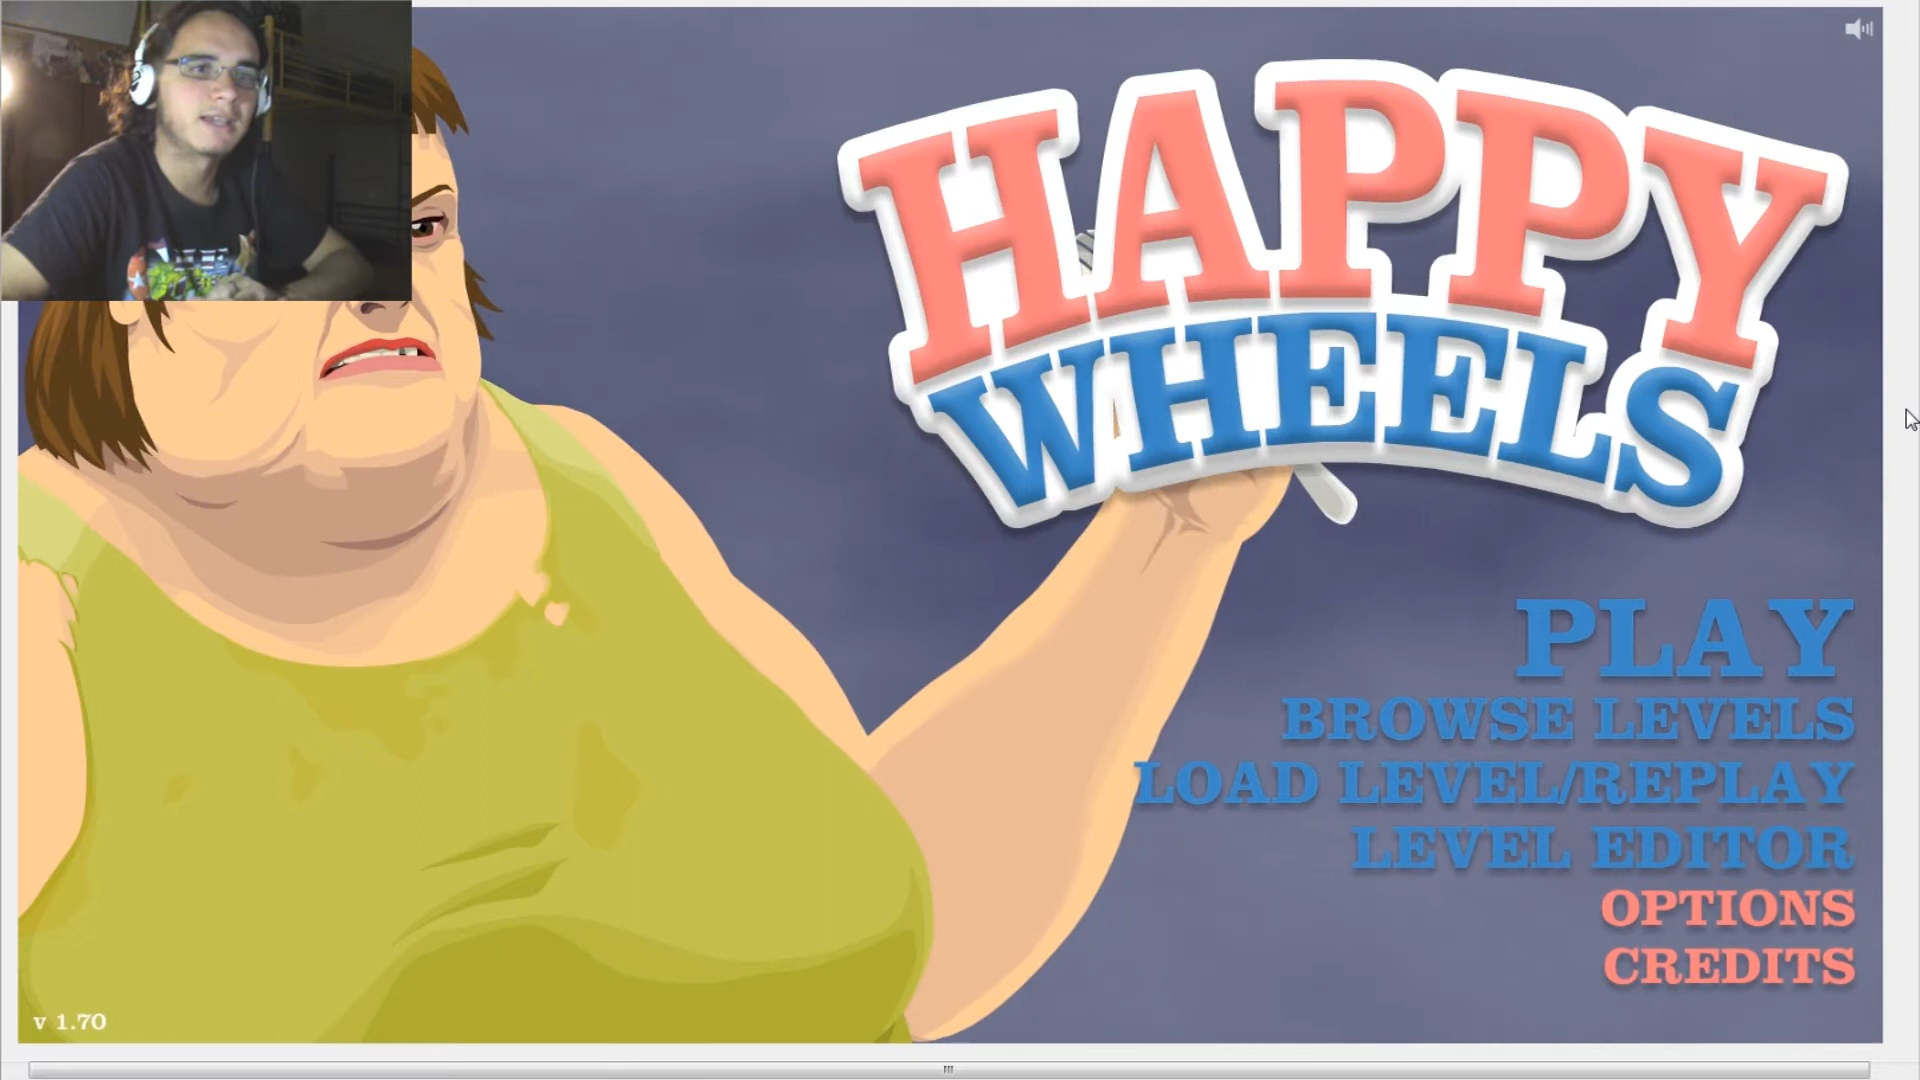 HAPPY
WHEELS
PLAY
BROWSE LEVELS
LOAD LEVEL/REPLAY
LEVEL EDITOR
OPTIONS
CREDITS
v 1.70